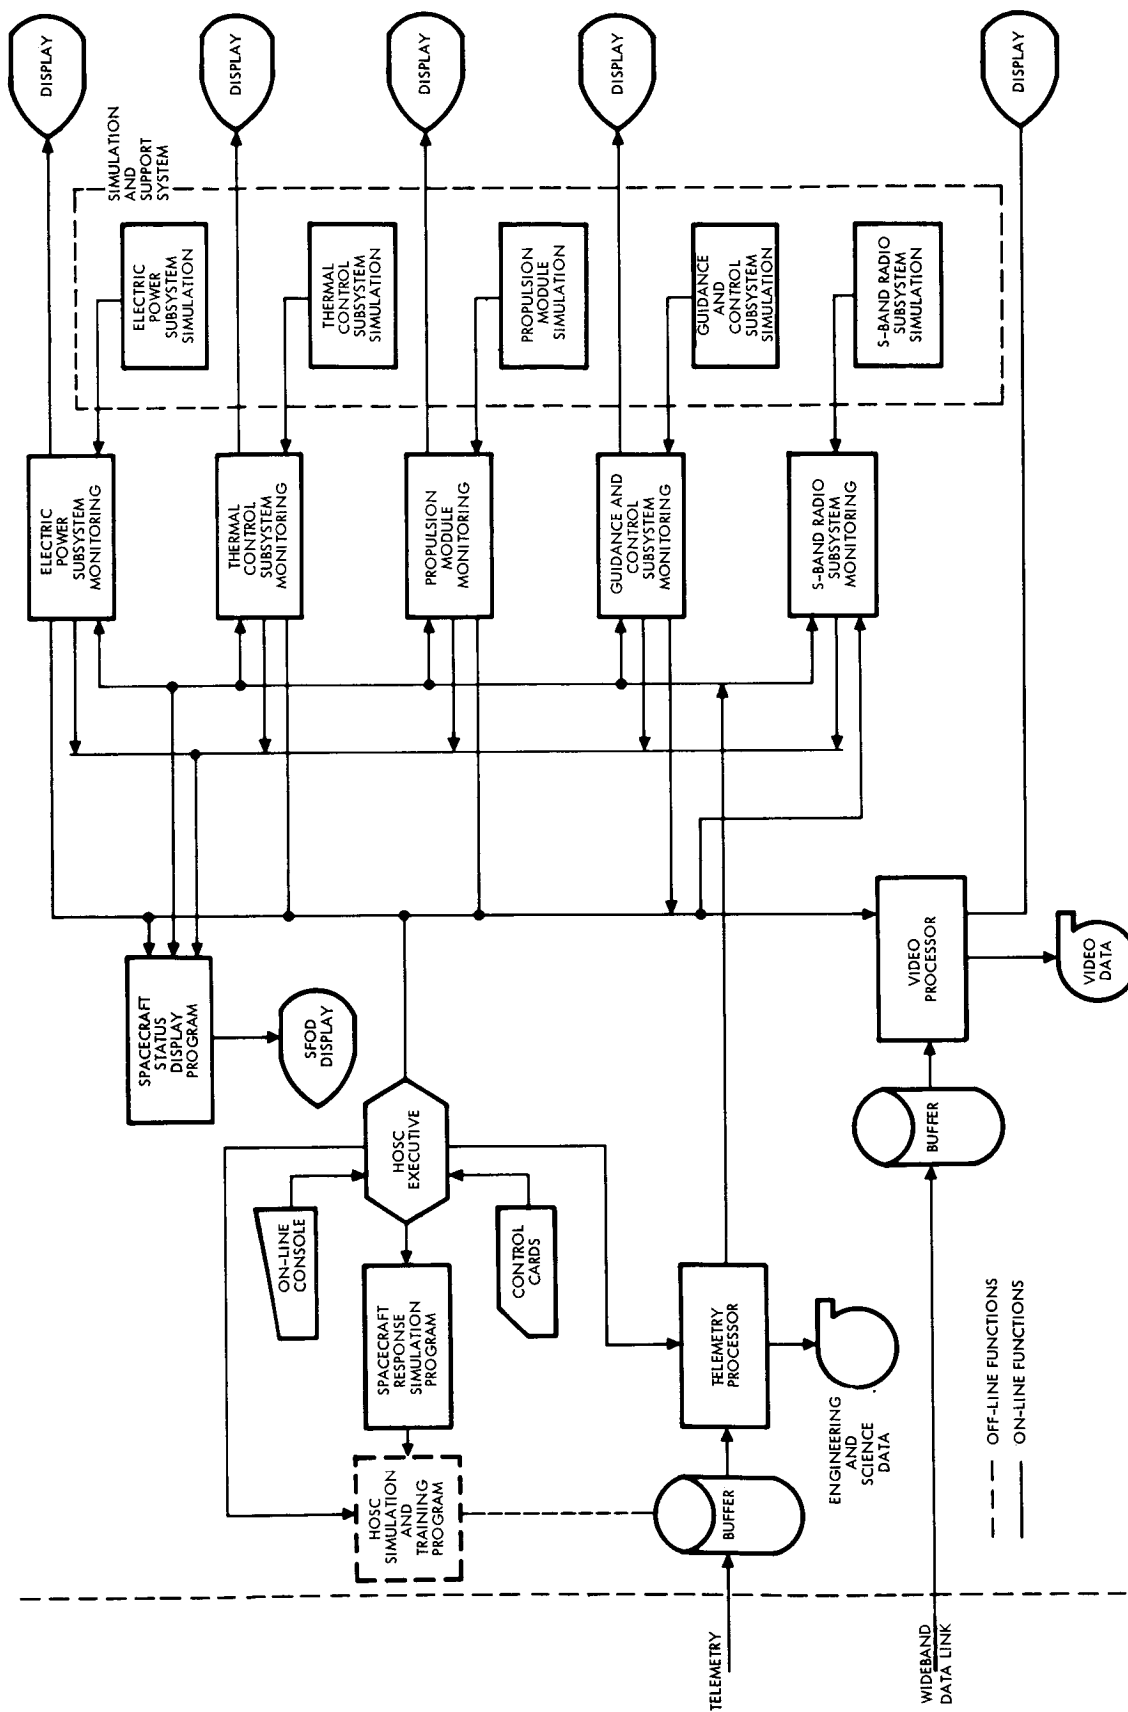 DISPLAY
DISPLAY
DISPLAY
DISPLAY
DISPLAY
SIMULATION
AND
SUPPORT
SYSTEM
ELECTRIC
POWER
SUBSYSTEM
SIMULATION
THERMAL
CONTROL
SUBSYSTEM
SIMULATION
PROPULSION
MODULE
SIMULATION
GUIDANCE
AND
CONTROL
SUBSYSTEM
SIMULATION
S-BAND RADIO
SUBSYSTEM
SIMULATION
ELECTRIC
POWER
SUBSYSTEM
MONITORING
THERMAL
CONTROL
SUBSYSTEM
MONITORING
PROPULSION
MODULE
MONITORING
GUIDANCE AND
CONTROL
SUBSYSTEM
MONITORING
S-BAND RADIO
SUBSYSTEM
MONITORING
SPACECRAFT
STATUS
DISPLAY
PROGRAM
SFOD
DISPLAY
VIDEO
PROCESSOR
VIDEO
DATA
HOSC
EXECUTIVE
BUFFER
ON-LINE
CONSOLE
CONTROL
CARDS
SPACECRAFT
RESPONSE
SIMULATION
PROGRAM
TELEMETRY
PROCESSOR
ENGINEERING
AND
SCIENCE
DATA
HOSC
SIMULATION
AND
TRAINING
PROGRAM
BUFFER
OFF-LINE FUNCTIONS
ON-LINE FUNCTIONS
TELEMETRY
WIDEBAND
DATA LINK